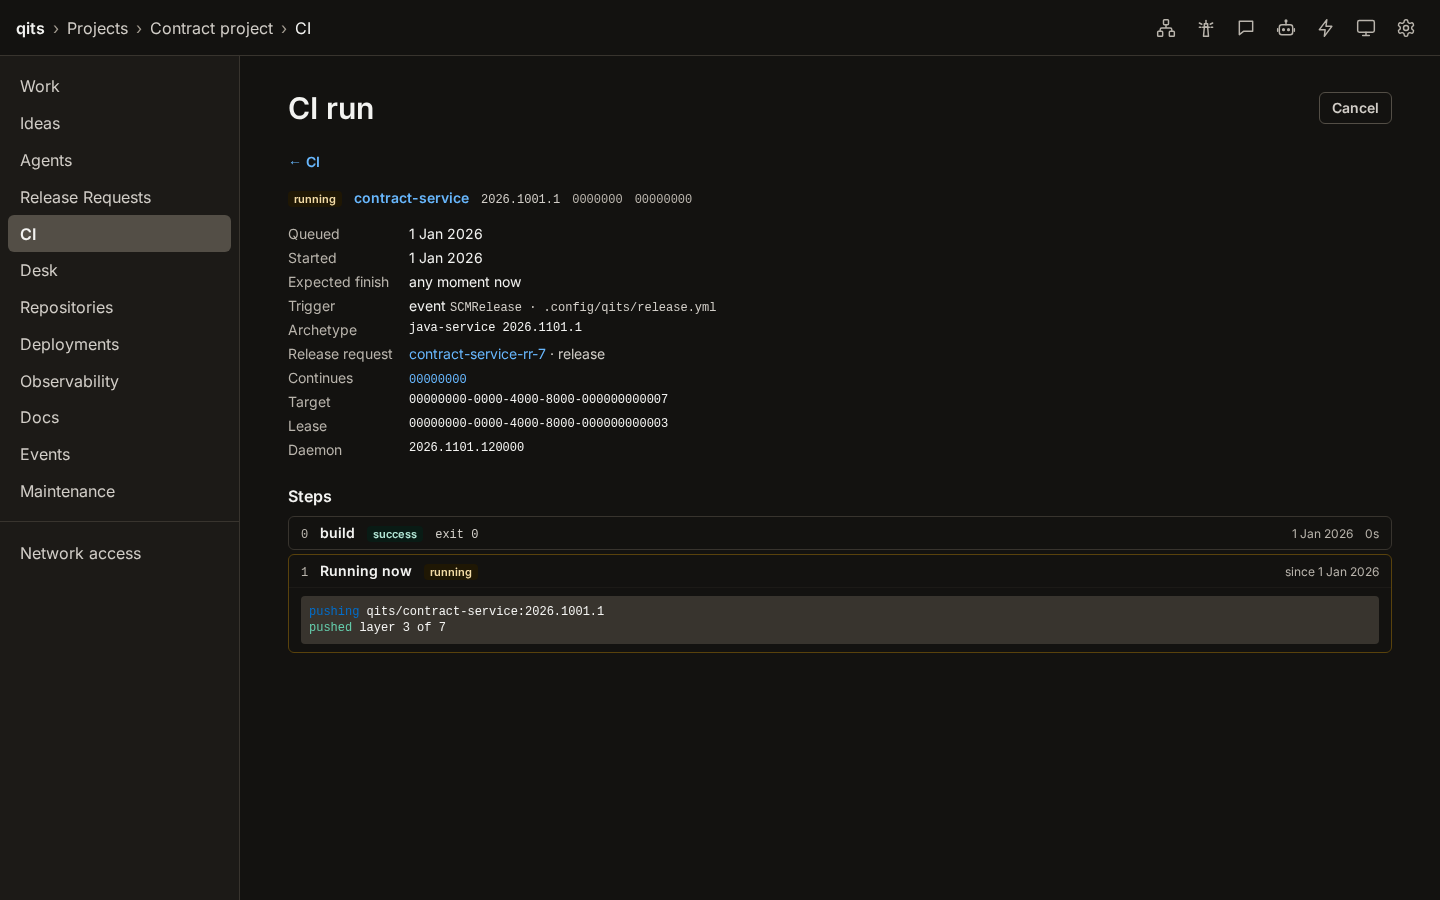 qits › Projects › Contract project › CI
Work
Ideas
Agents
Release Requests
CI
Desk
Repositories
Deployments
Observability
Docs
Events
Maintenance
Network access
CI run
Cancel
← CI
running contract-service 2026.1001.1 0000000 00000000
Queued 1 Jan 2026
Started 1 Jan 2026
Expected finish any moment now
Trigger event SCMRelease · .config/qits/release.yml
Archetype java-service 2026.1101.1
Release request contract-service-rr-7 · release
Continues 00000000
Target 00000000-0000-4000-8000-000000000007
Lease 00000000-0000-4000-8000-000000000003
Daemon 2026.1101.120000
Steps
0 build success exit 0 1 Jan 2026 0s
1 Running now running since 1 Jan 2026
pushing qits/contract-service:2026.1001.1
pushed layer 3 of 7